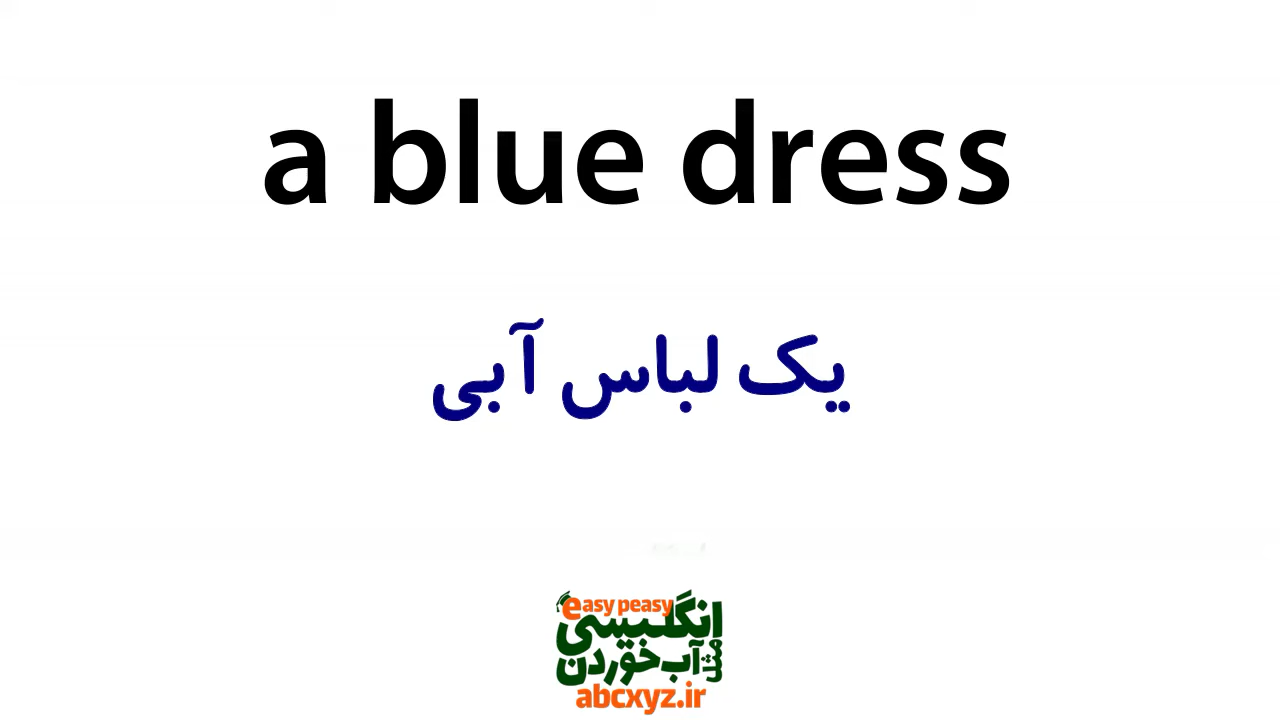 a blue dress
یک لباس آبی
easy peasy
انگلیسی
مثل آب خوردن
abcxyz.ir